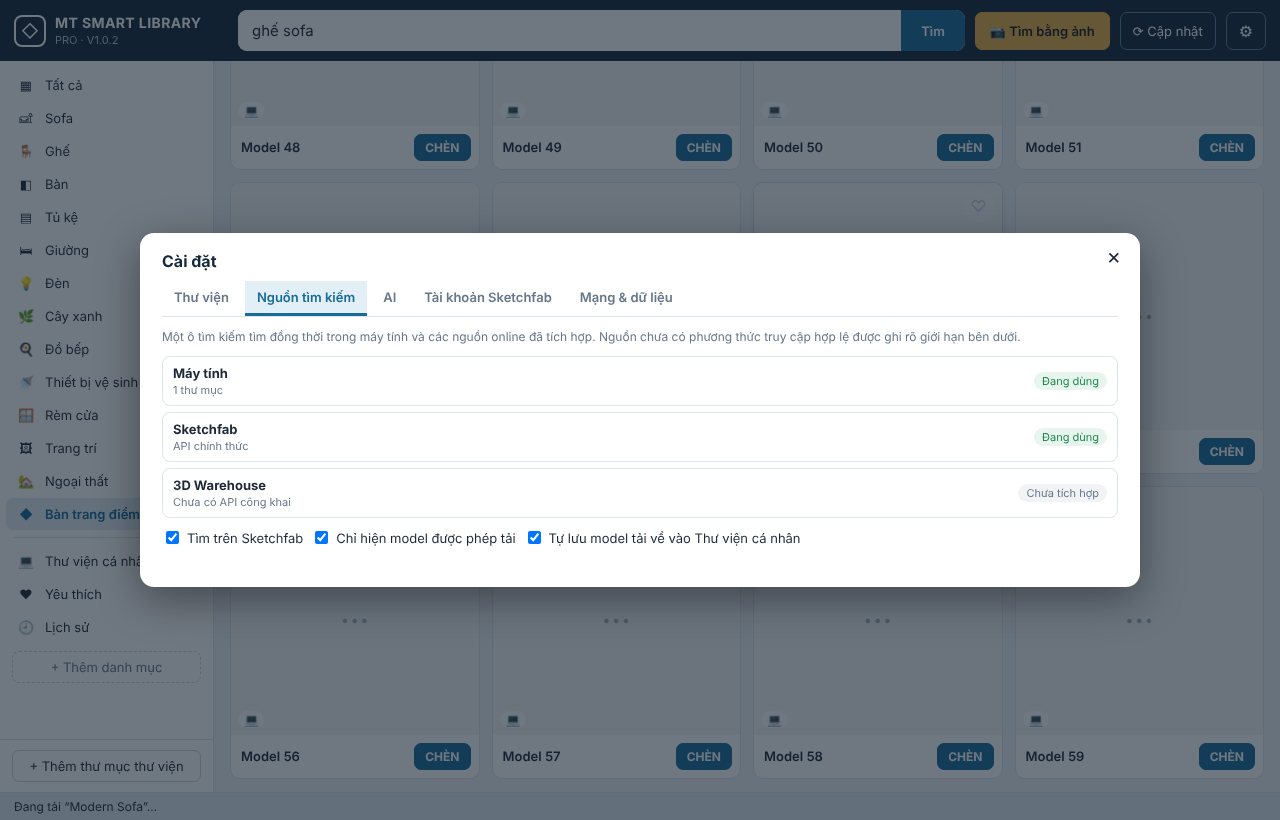 MT SMART LIBRARY
PRO · V1.0.2
ghế sofa
Tìm
Tìm bằng ảnh
Cập nhật
Tất cả
Sofa
Ghế
Bàn
Tủ kệ
Giường
Đèn
Cây xanh
Đồ bếp
Thiết bị vệ sinh
Rèm cửa
Trang trí
Ngoại thất
Bàn trang điểm
Thư viện cá nhâ
Yêu thích
Lịch sử
+ Thêm danh mục
+ Thêm thư mục thư viện
Model 48 CHÈN
Model 49 CHÈN
Model 50 CHÈN
Model 51 CHÈN
CHÈN
Cài đặt
Thư viện
Nguồn tìm kiếm
AI
Tài khoản Sketchfab
Mạng & dữ liệu
Một ô tìm kiếm tìm đồng thời trong máy tính và các nguồn online đã tích hợp. Nguồn chưa có phương thức truy cập hợp lệ được ghi rõ giới hạn bên dưới.
Máy tính
1 thư mục
Đang dùng
Sketchfab
API chính thức
Đang dùng
3D Warehouse
Chưa có API công khai
Chưa tích hợp
Tìm trên Sketchfab
Chỉ hiện model được phép tải
Tự lưu model tải về vào Thư viện cá nhân
Model 56 CHÈN
Model 57 CHÈN
Model 58 CHÈN
Model 59 CHÈN
Đang tải “Modern Sofa”…